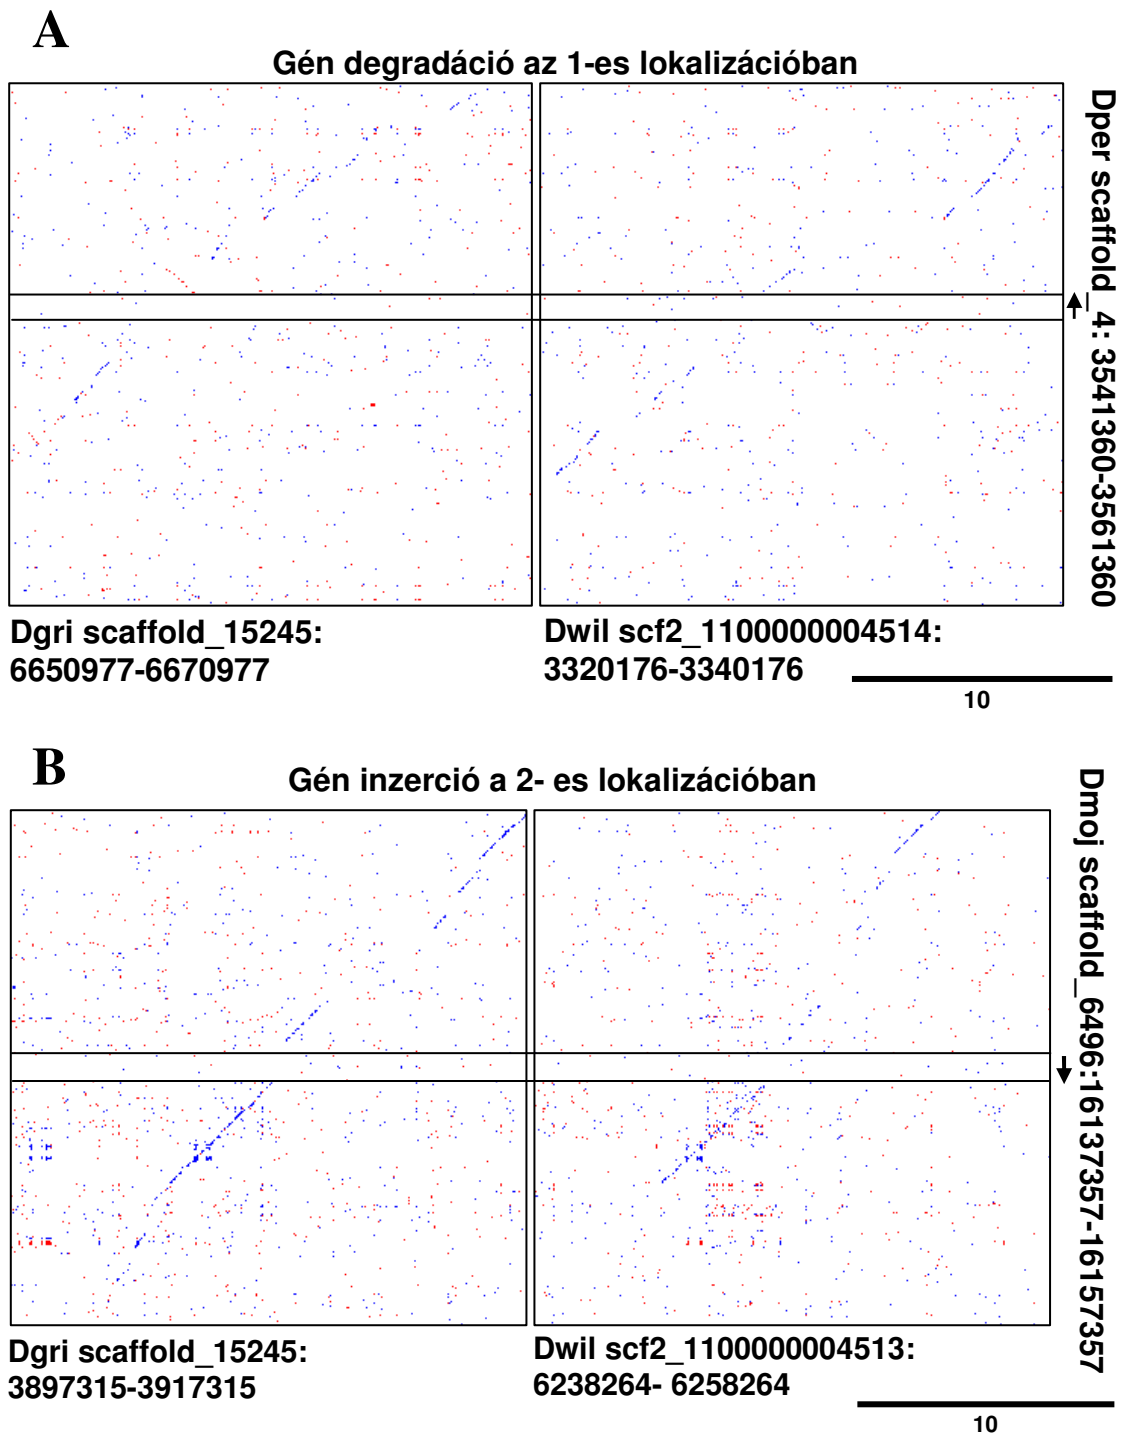 A
Gén degradáció az 1-es lokalizációban
Dper scaffold_4: 3541360-3561360
Dgri scaffold_15245:
6650977-6670977
Dwil scf2_1100000004514:
3320176-3340176
10
B
Gén inzerció a 2- es lokalizációban
Dmoj scaffold_6496:16137357-16157357
Dgri scaffold_15245:
3897315-3917315
Dwil scf2_1100000004513:
6238264- 6258264
10